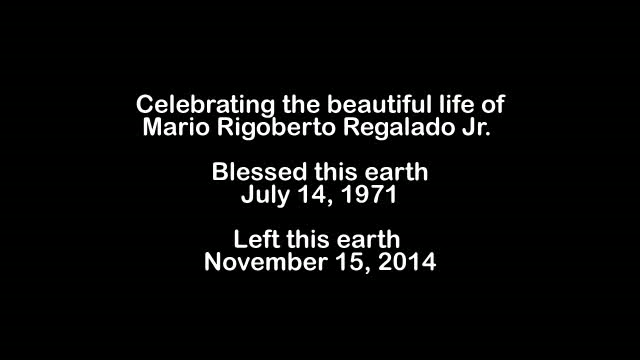 Celebrating the beautiful life of
Mario Rigoberto Regalado Jr.
Blessed this earth
July 14, 1971
Left this earth
November 15, 2014